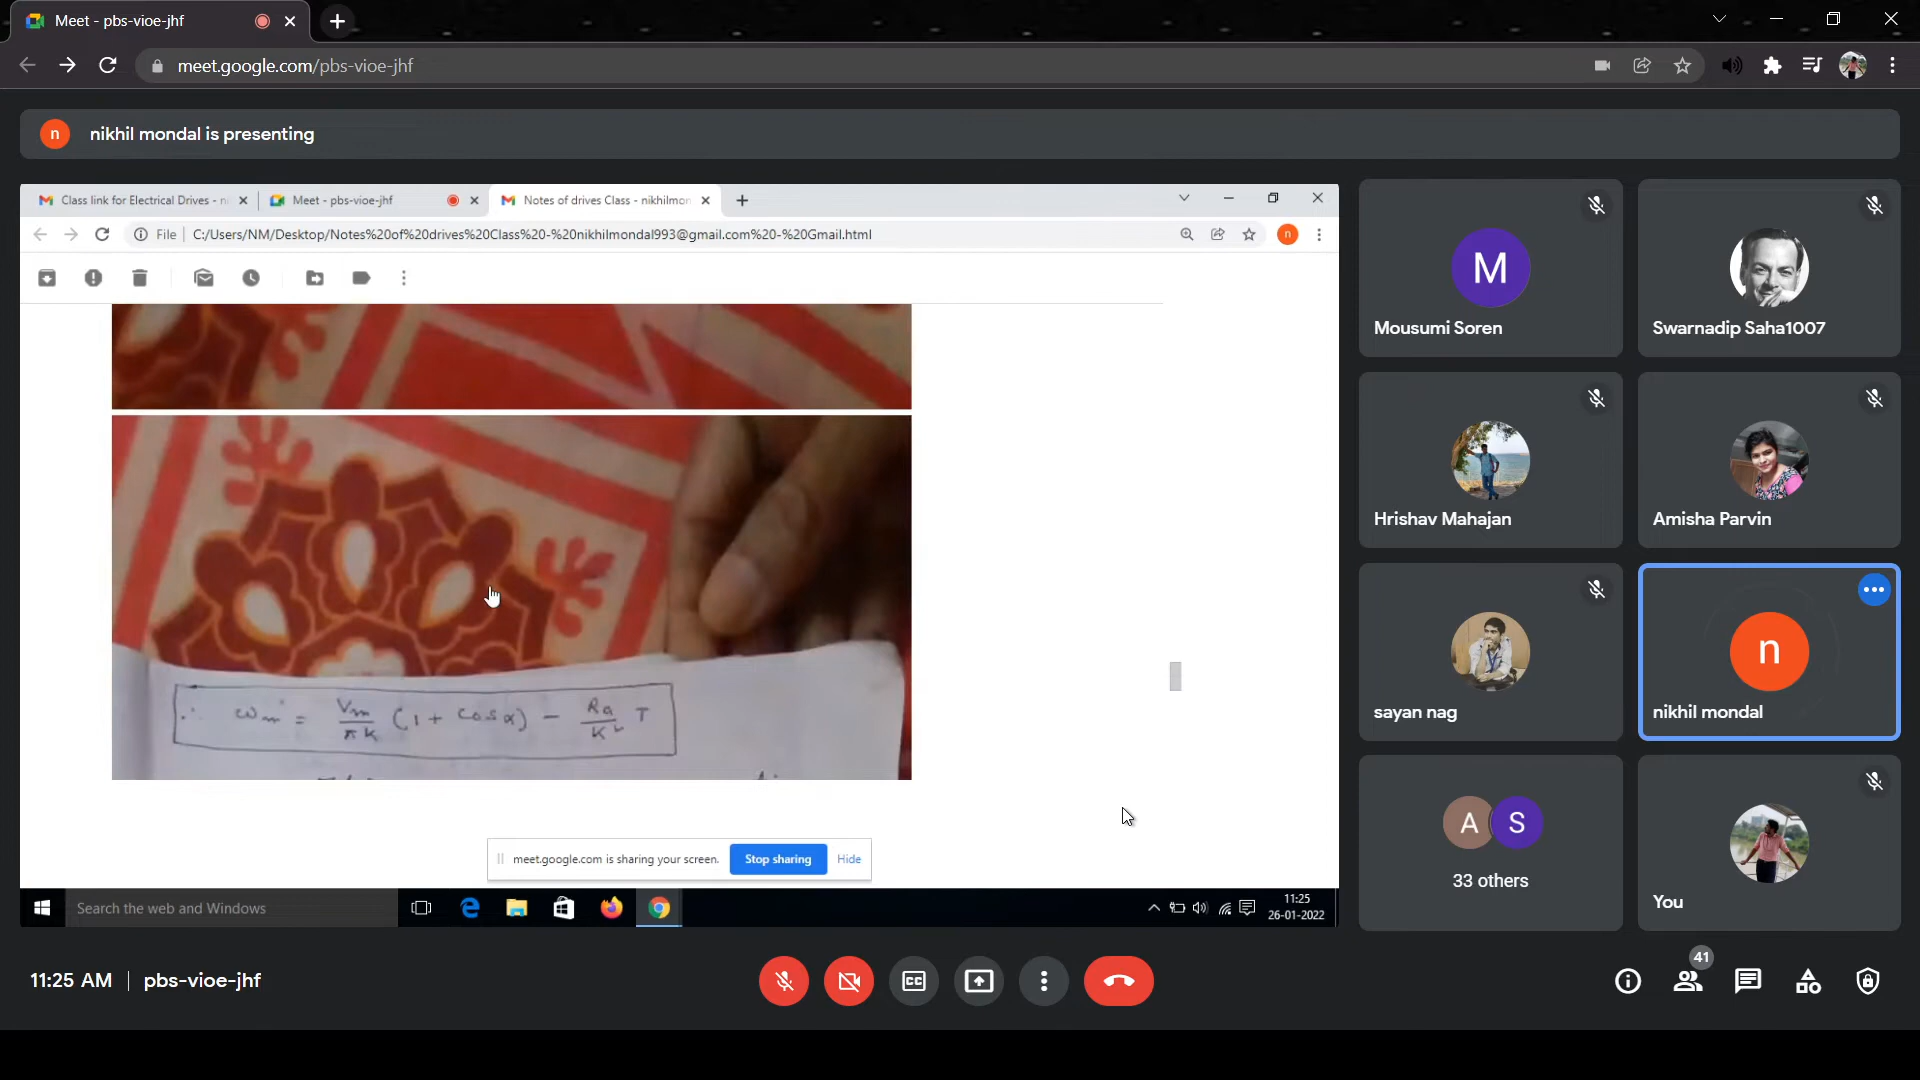 Meet - pbs-vioe-jhf
meet.google.com/pbs-vioe-jhf
n nikhil mondal is presenting
Class link for Electrical Drives - n
Meet - pbs-vioe-jhf
Notes of drives Class - nikhilmon
File | C:/Users/NM/Desktop/Notes%20of%20drives%20Class%20-%20nikhilmondal993@gmail.com%20-%20Gmail.html
n
∴ ωm = Vm/πK (1 + cosα) - Ra/K² T
meet.google.com is sharing your screen. Stop sharing Hide
Search the web and Windows
11:25
26-01-2022
M
Mousumi Soren
Swarnadip Saha1007
Hrishav Mahajan
Amisha Parvin
sayan nag
n
nikhil mondal
A S
33 others
You
11:25 AM | pbs-vioe-jhf
CC
41